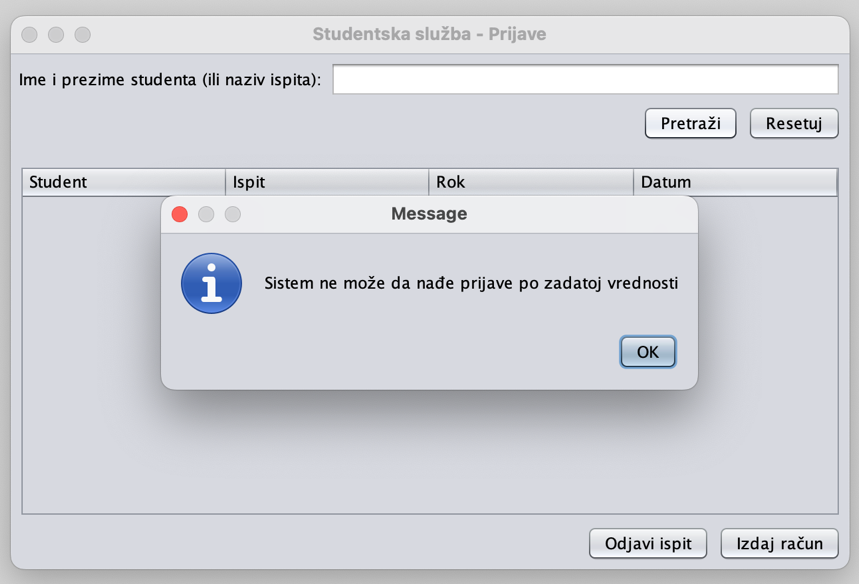 Studentska služba - Prijave
Ime i prezime studenta (ili naziv ispita):
Pretraži Resetuj
Student Ispit Rok Datum
Message
Sistem ne može da nađe prijave po zadatoj vrednosti
OK
Odjavi ispit Izdaj račun